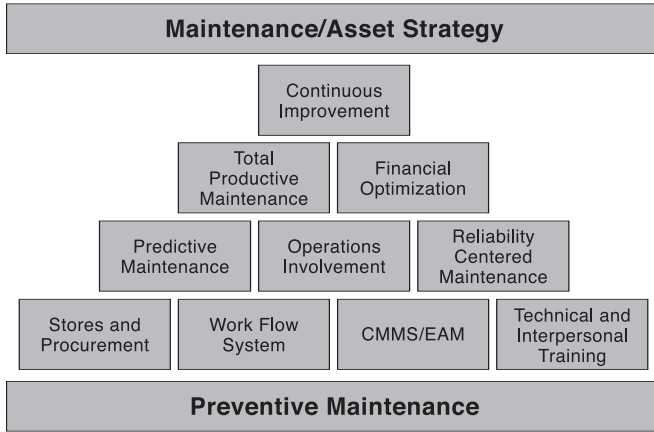 Maintenance/Asset Strategy
Continuous
Improvement
Total
Productive
Maintenance
Financial
Optimization
Predictive
Maintenance
Operations
Involvement
Reliability
Centered
Maintenance
Stores and
Procurement
Work Flow
System
CMMS/EAM
Technical and
Interpersonal
Training
Preventive Maintenance